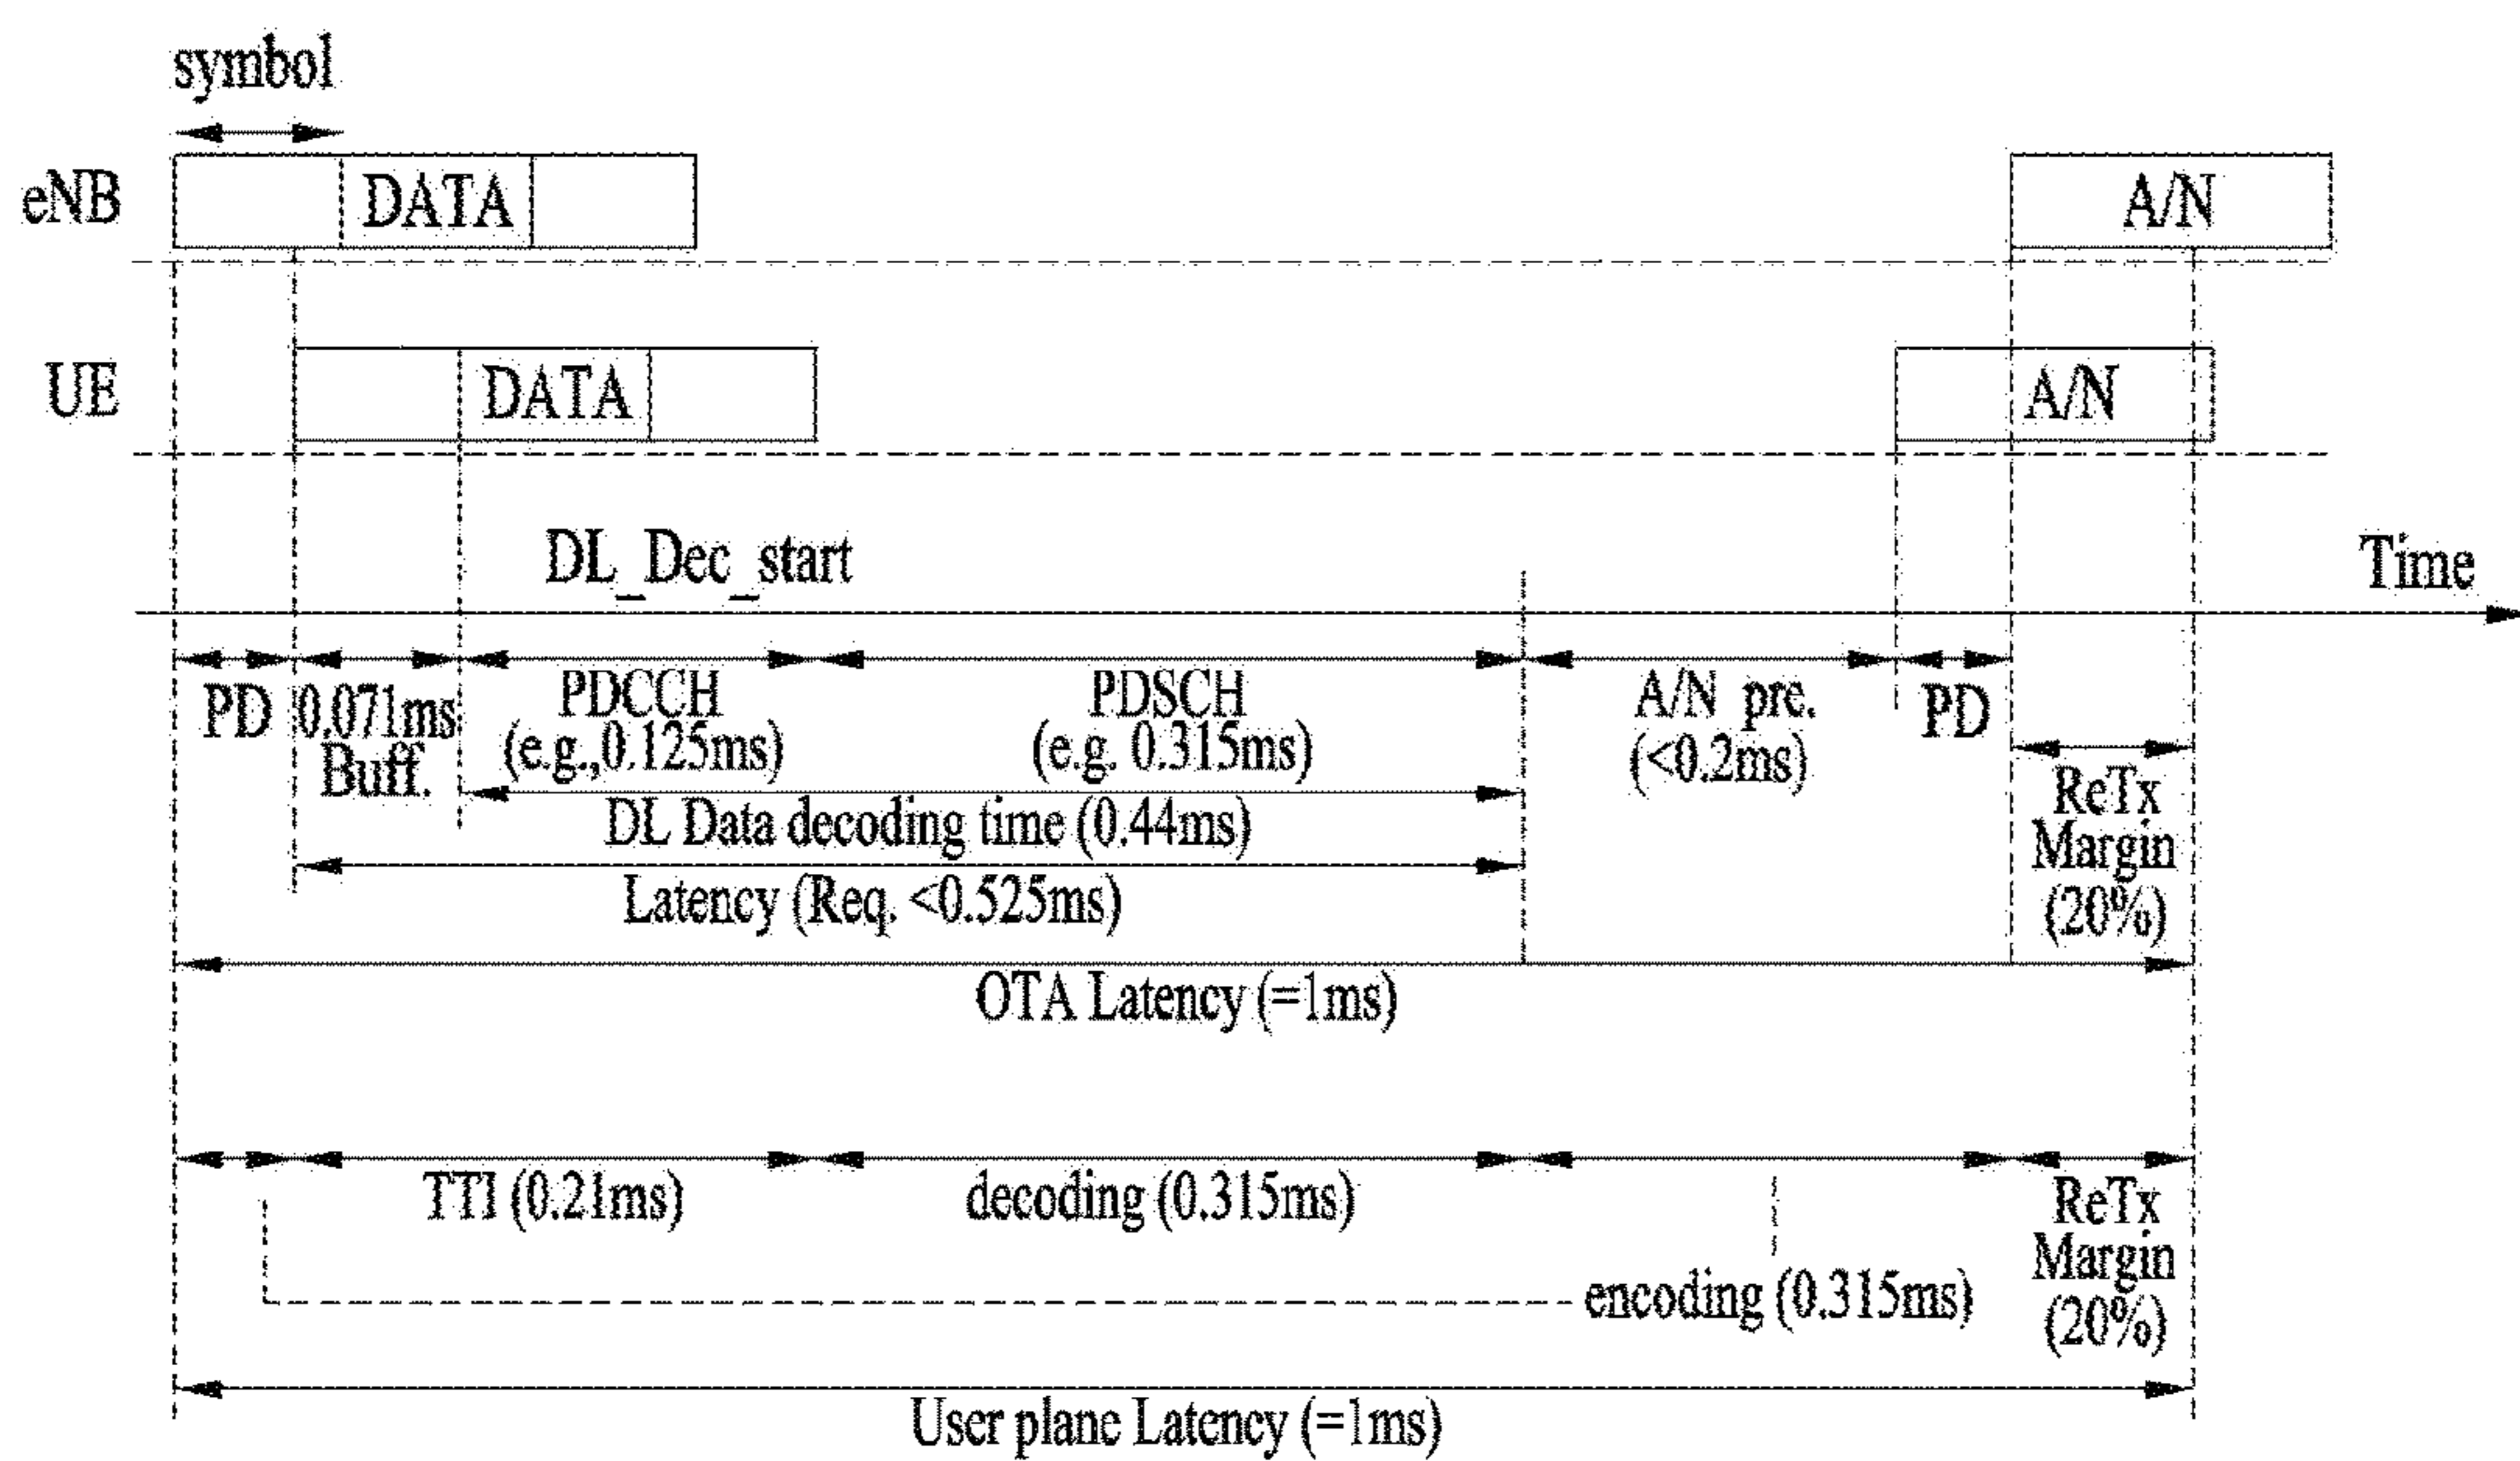 symbol
eNB
DATA
A/N
UE
DATA
A/N
DL_Dec_start
Time
PD
0.071ms
Buff.
PDCCH
(e.g.,0.125ms)
PDSCH
(e.g. 0.315ms)
A/N pre.
(<0.2ms)
PD
ReTx
Margin
(20%)
DL Data decoding time (0.44ms)
Latency (Req. <0.525ms)
OTA Latency (=1ms)
TTI (0.21ms)
decoding (0.315ms)
ReTx
Margin
(20%)
encoding (0.315ms)
User plane Latency (=1ms)